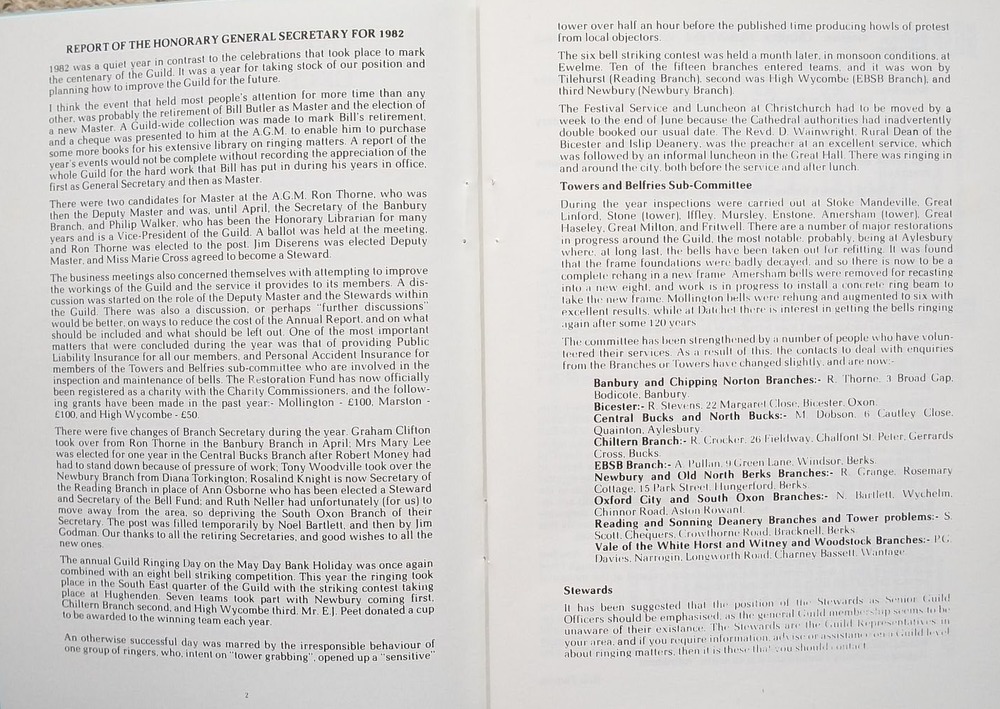 REPORT OF THE HONORARY GENERAL SECRETARY FOR 1982
1982 was a quiet year in contrast to the celebrations that took place to mark
the centenary of the Guild. It was a year for taking stock of our position and
planning how to improve the Guild for the future.
I think the event that held most people's attention for more time than any
other, was probably the retirement of Bill Butler as Master and the election of
a new Master. A Guild-wide collection was made to mark Bill's retirement,
and a cheque was presented to him at the A.G.M. to enable him to purchase
some more books for his extensive library on ringing matters. A report of the
year's events would not be complete without recording the appreciation of the
whole Guild for the hard work that Bill has put in during his years in office,
first as General Secretary and then as Master.
There were two candidates for Master at the A.G.M. Ron Thorne, who was
then the Deputy Master and was, until April, the Secretary of the Banbury
Branch, and Philip Walker, who has been the Honorary Librarian for many
years and is a Vice-President of the Guild. A ballot was held at the meeting,
and Ron Thorne was elected to the post. Jim Diserens was elected Deputy
Master, and Miss Marie Cross agreed to become a Steward.
The business meetings also concerned themselves with attempting to improve
the workings of the Guild and the service it provides to its members. A dis-
cussion was started on the role of the Deputy Master and the Stewards within
the Guild. There was also a discussion, or perhaps "further discussions"
would be better, on ways to reduce the cost of the Annual Report, and on what
should be included and what should be left out. One of the most important
matters that were concluded during the year was that of providing Public
Liability Insurance for all our members, and Personal Accident Insurance for
members of the Towers and Belfries sub-committee who are involved in the
inspection and maintenance of bells. The Restoration Fund has now officially
been registered as a charity with the Charity Commissioners, and the follow-
ing grants have been made in the past year:- Mollington - £100, Marston -
£100, and High Wycombe - £50.
There were five changes of Branch Secretary during the year. Graham Clifton
took over from Ron Thorne in the Banbury Branch in April; Mrs Mary Lee
was elected for one year in the Central Bucks Branch after Robert Money had
had to stand down because of pressure of work; Tony Woodville took over the
Newbury Branch from Diana Torkington; Rosalind Knight is now Secretary of
the Reading Branch in place of Ann Osborne who has been elected a Steward
and Secretary of the Bell Fund; and Ruth Neller had unfortunately (for us) to
move away from the area, so depriving the South Oxon Branch of their
Secretary. The post was filled temporarily by Noel Bartlett, and then by Jim
Godman. Our thanks to all the retiring Secretaries, and good wishes to all the
new ones.
The annual Guild Ringing Day on the May Day Bank Holiday was once again
combined with an eight bell striking competition. This year the ringing took
place in the South East quarter of the Guild with the striking contest taking
place at Hughenden. Seven teams took part with Newbury coming first,
Chiltern Branch second, and High Wycombe third. Mr. E.J. Peet donated a cup
to be awarded to the winning team each year.
An otherwise successful day was marred by the irresponsible behaviour of
one group of ringers, who, intent on "tower grabbing", opened up a "sensitive"
2
tower over half an hour before the published time producing howls of protest
from local objectors.
The six bell striking contest was held a month later, in monsoon conditions, at
Ewelme. Ten of the fifteen branches entered teams, and it was won by
Tilehurst (Reading Branch), second was High Wycombe (EBSB Branch), and
third Newbury (Newbury Branch).
The Festival Service and Luncheon at Christchurch had to be moved by a
week to the end of June because the Cathedral authorities had inadvertently
double booked our usual date. The Revd. D. Wainwright, Rural Dean of the
Bicester and Islip Deanery, was the preacher at an excellent service, which
was followed by an informal luncheon in the Great Hall. There was ringing in
and around the city, both before the service and after lunch.
Towers and Belfries Sub-Committee
During the year inspections were carried out at Stoke Mandeville, Great
Linford, Stone (tower), Iffley, Mursley, Enstone, Amersham (tower), Great
Haseley, Great Milton, and Fritwell. There are a number of major restorations
in progress around the Guild, the most notable, probably, being at Aylesbury
where, at long last, the bells have been taken out for refitting. It was found
that the frame foundations were badly decayed, and so there is now to be a
complete rehang in a new frame. Amersham bells were removed for recasting
into a new eight, and work is in progress to install a concrete ring beam to
take the new frame. Mollington bells were rehung and augmented to six with
excellent results, while at Datchet there is interest in getting the bells ringing
again after some 120 years
The committee has been strengthened by a number of people who have volun-
teered their services. As a result of this, the contacts to deal with enquiries
from the Branches or Towers have changed slightly, and are now:-
Banbury and Chipping Norton Branches:- R. Thorne, 3 Broad Gap,
Bodicote, Banbury.
Bicester:- R. Stevens, 22 Margaret Close, Bicester, Oxon.
Central Bucks and North Bucks:- M. Dobson, 6 Cautley Close,
Quainton, Aylesbury.
Chiltern Branch:- R. Crocker, 26 Fieldway, Chalfont St. Peter, Gerrards
Cross, Bucks.
EBSB Branch:- A. Pullan, 9 Green Lane, Windsor, Berks.
Newbury and Old North Berks Branches:- R. Grange, Rosemary
Cottage, 15 Park Street, Hungerford, Berks.
Oxford City and South Oxon Branches:- N. Bartlett, Wychelm,
Chinnor Road, Aston Rowant.
Reading and Sonning Deanery Branches and Tower problems:- S.
Scott, Chequers, Crowthorne Road, Bracknell, Berks.
Vale of the White Horst and Witney and Woodstock Branches:- P.G.
Davies, Narrogin, Longworth Road, Charney Bassett, Wantage.
Stewards
It has been suggested that the position of the Stewards as Senior Guild
Officers should be emphasised, as the general Guild membership seems to be
unaware of their existance. The Stewards are the Guild Representatives in
your area, and if you require information, advise or assistance on a Guild level
about ringing matters, then it is these that you should contact.